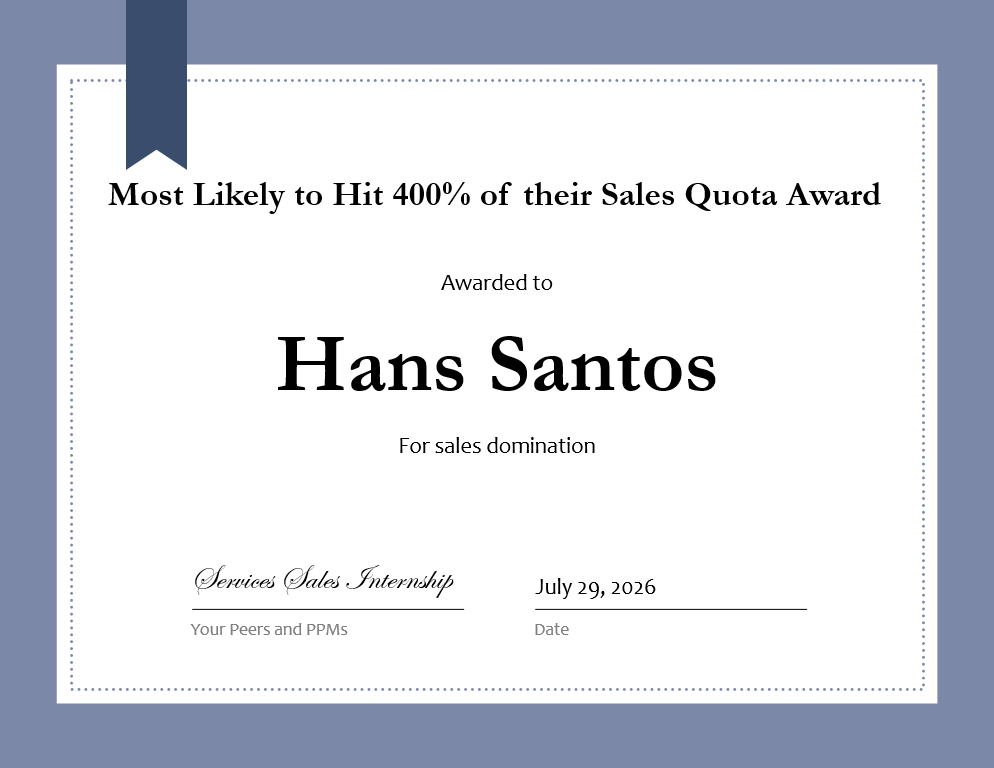 Most Likely to Hit 400% of their Sales Quota Award
Awarded to
Hans Santos
For sales domination
Services Sales Internship
July 29, 2026
Your Peers and PPMs
Date